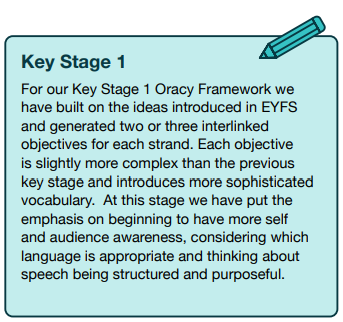 Key Stage 1
For our Key Stage 1 Oracy Framework we
have built on the ideas introduced in EYFS
and generated two or three interlinked
objectives for each strand. Each objective
is slightly more complex than the previous
key stage and introduces more sophisticated
vocabulary.  At this stage we have put the
emphasis on beginning to have more self
and audience awareness, considering which
language is appropriate and thinking about
speech being structured and purposeful.